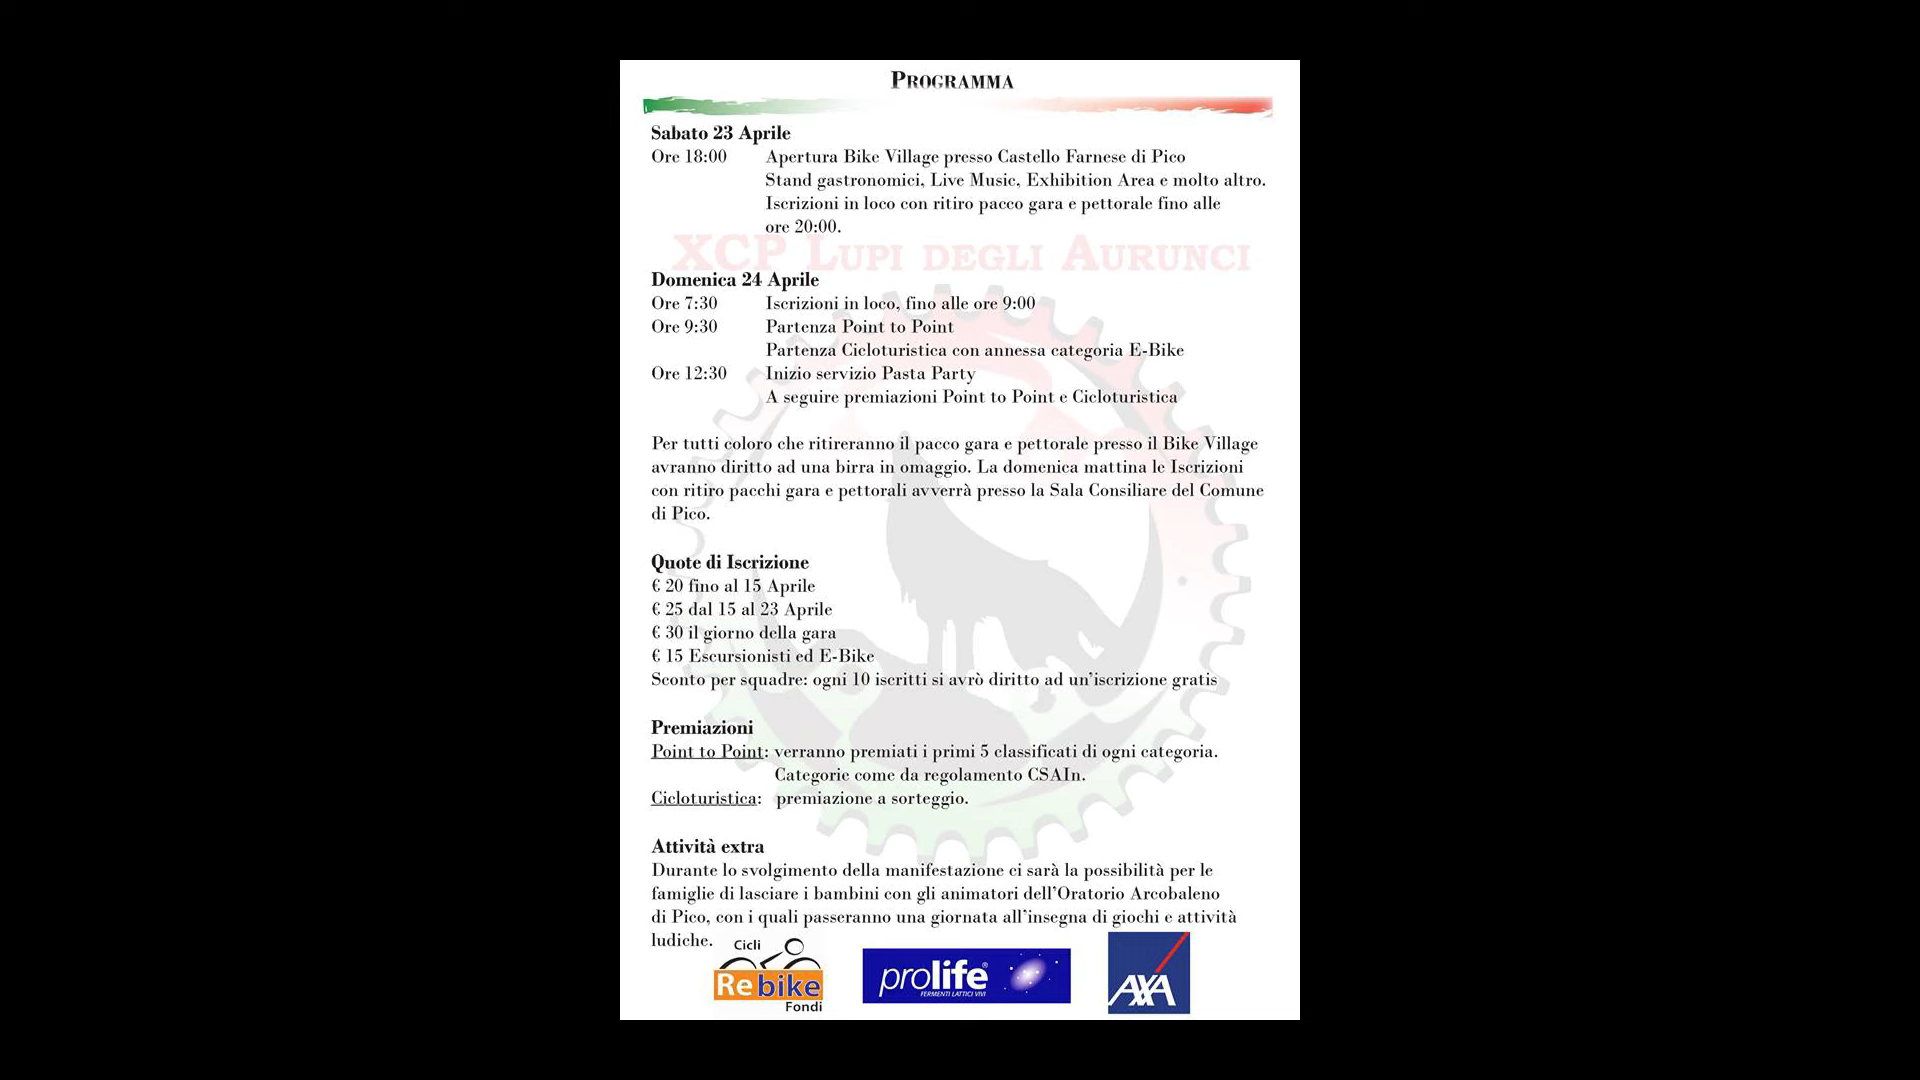 PROGRAMMA
Sabato 23 Aprile
Ore 18:00 Apertura Bike Village presso Castello Farnese di Pico
Stand gastronomici, Live Music, Exhibition Area e molto altro.
Iscrizioni in loco con ritiro pacco gara e pettorale fino alle
ore 20:00.
XCP LUPI DEGLI AURUNCI
Domenica 24 Aprile
Ore 7:30 Iscrizioni in loco, fino alle ore 9:00
Ore 9:30 Partenza Point to Point
Partenza Cicloturistica con annessa categoria E-Bike
Ore 12:30 Inizio servizio Pasta Party
A seguire premiazioni Point to Point e Cicloturistica
Per tutti coloro che ritireranno il pacco gara e pettorale presso il Bike Village
avranno diritto ad una birra in omaggio. La domenica mattina le Iscrizioni
con ritiro pacchi gara e pettorali avverrà presso la Sala Consiliare del Comune
di Pico.
Quote di Iscrizione
€ 20 fino al 15 Aprile
€ 25 dal 15 al 23 Aprile
€ 30 il giorno della gara
€ 15 Escursionisti ed E-Bike
Sconto per squadre: ogni 10 iscritti si avrò diritto ad un'iscrizione gratis
Premiazioni
Point to Point: verranno premiati i primi 5 classificati di ogni categoria.
Categorie come da regolamento CSAIn.
Cicloturistica: premiazione a sorteggio.
Attività extra
Durante lo svolgimento della manifestazione ci sarà la possibilità per le
famiglie di lasciare i bambini con gli animatori dell'Oratorio Arcobaleno
di Pico, con i quali passeranno una giornata all'insegna di giochi e attività
ludiche.
Cicli
Rebike
Fondi
prolife®
FERMENTI LATTICI VIVI
AXA